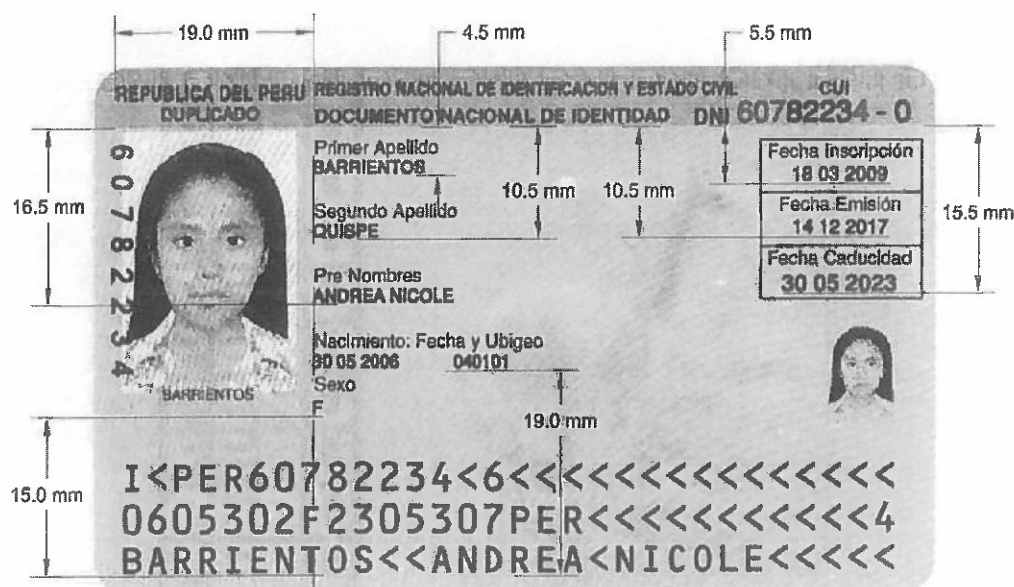 19.0 mm
4.5 mm
5.5 mm
REPUBLICA DEL PERU
DUPLICADO
REGISTRO NACIONAL DE IDENTIFICACION Y ESTADO CIVIL
DOCUMENTO NACIONAL DE IDENTIDAD
CUI
DNI 60782234 - 0
16.5 mm
60782234
BARRIENTOS
Primer Apellido
BARRIENTOS
Segundo Apellido
QUISPE
10.5 mm
10.5 mm
Pre Nombres
ANDREA NICOLE
Nacimiento: Fecha y Ubigeo
30 05 2006 040101
Sexo
F
Fecha Inscripción
18 03 2009
Fecha Emisión
14 12 2017
Fecha Caducidad
30 05 2023
15.5 mm
19.0 mm
15.0 mm
I<PER60782234<6<<<<<<<<<<<<<<<
0605302F2305307PER<<<<<<<<<<<4
BARRIENTOS<<ANDREA<NICOLE<<<<<